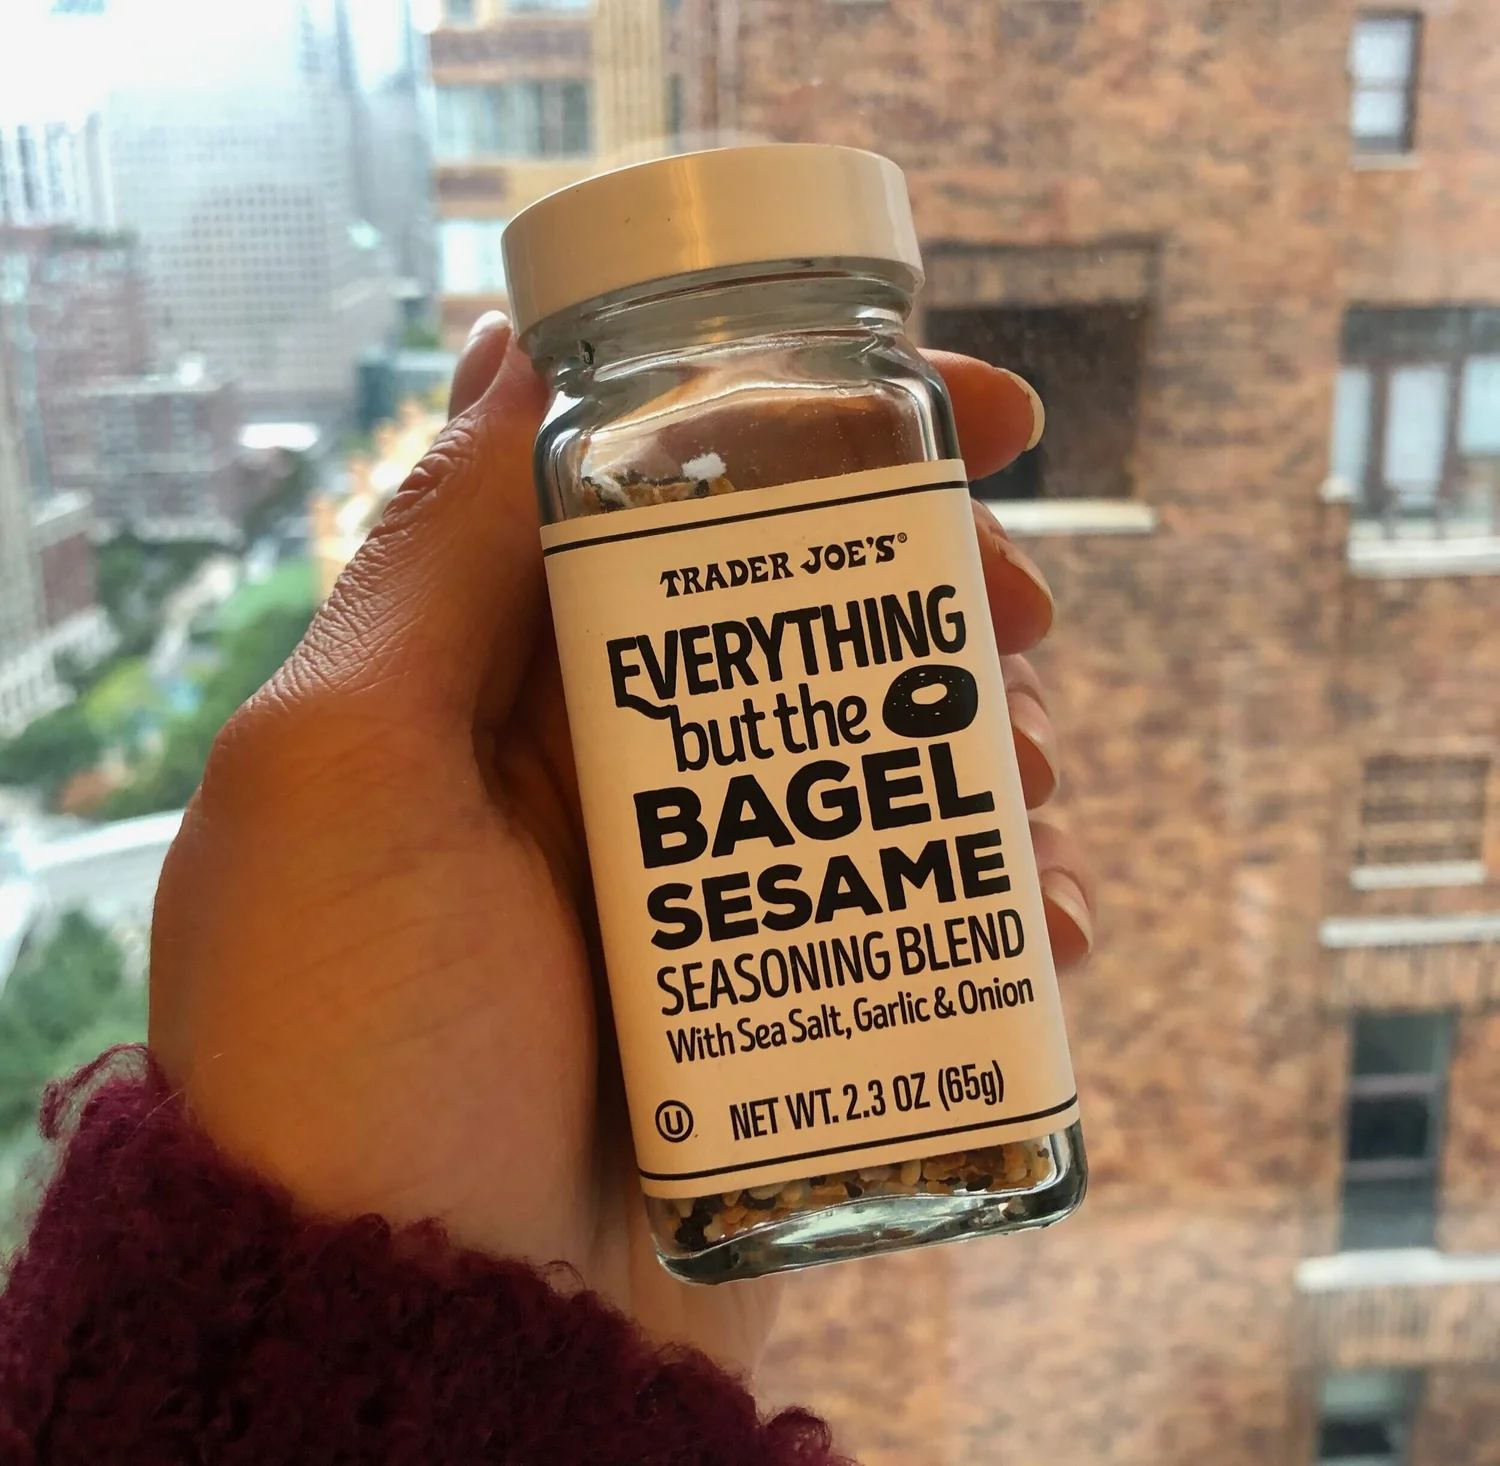 TRADER JOE'S®
EVERYTHING
but the
BAGEL
SESAME
SEASONING BLEND
With Sea Salt, Garlic & Onion
U NET WT. 2.3 OZ (65g)